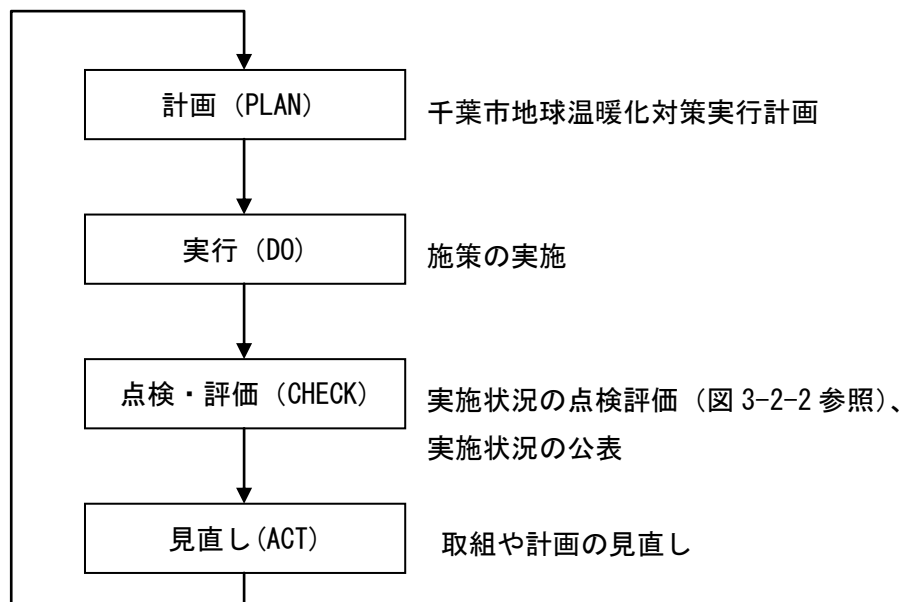 計画 (PLAN)
千葉市地球温暖化対策実行計画
実行 (DO)
施策の実施
点検・評価 (CHECK)
実施状況の点検評価（図 3-2-2 参照）、
実施状況の公表
見直し(ACT)
取組や計画の見直し